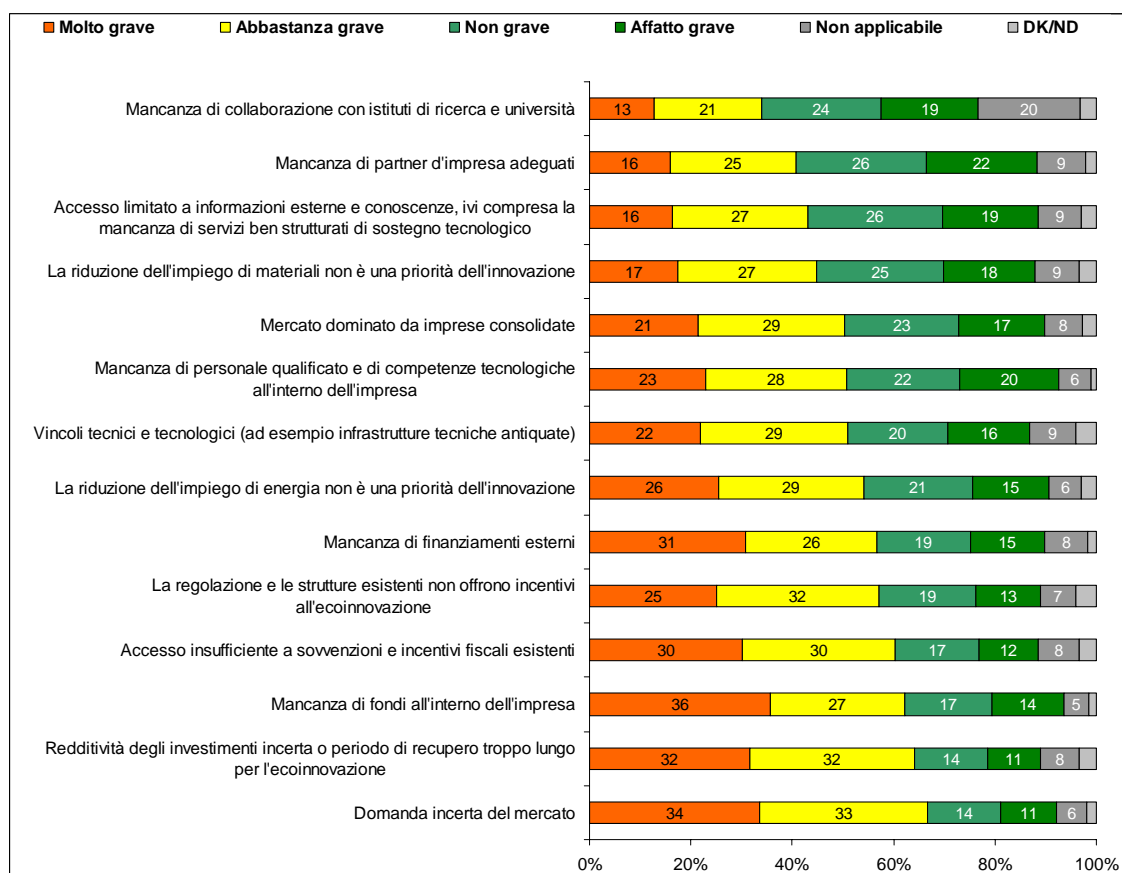 Molto grave Abbastanza grave Non grave Affatto grave Non applicabile DK/ND
Mancanza di collaborazione con istituti di ricerca e università 13 21 24 19 20
Mancanza di partner d'impresa adeguati 16 25 26 22 9
Accesso limitato a informazioni esterne e conoscenze, ivi compresa la
mancanza di servizi ben strutturati di sostegno tecnologico 16 27 26 19 9
La riduzione dell'impiego di materiali non è una priorità dell'innovazione 17 27 25 18 9
Mercato dominato da imprese consolidate 21 29 23 17 8
Mancanza di personale qualificato e di competenze tecnologiche
all'interno dell'impresa 23 28 22 20 6
Vincoli tecnici e tecnologici (ad esempio infrastrutture tecniche antiquate) 22 29 20 16 9
La riduzione dell'impiego di energia non è una priorità dell'innovazione 26 29 21 15 6
Mancanza di finanziamenti esterni 31 26 19 15 8
La regolazione e le strutture esistenti non offrono incentivi
all'ecoinnovazione 25 32 19 13 7
Accesso insufficiente a sovvenzioni e incentivi fiscali esistenti 30 30 17 12 8
Mancanza di fondi all'interno dell'impresa 36 27 17 14 5
Redditività degli investimenti incerta o periodo di recupero troppo lungo
per l'ecoinnovazione 32 32 14 11 8
Domanda incerta del mercato 34 33 14 11 6
0% 20% 40% 60% 80% 100%